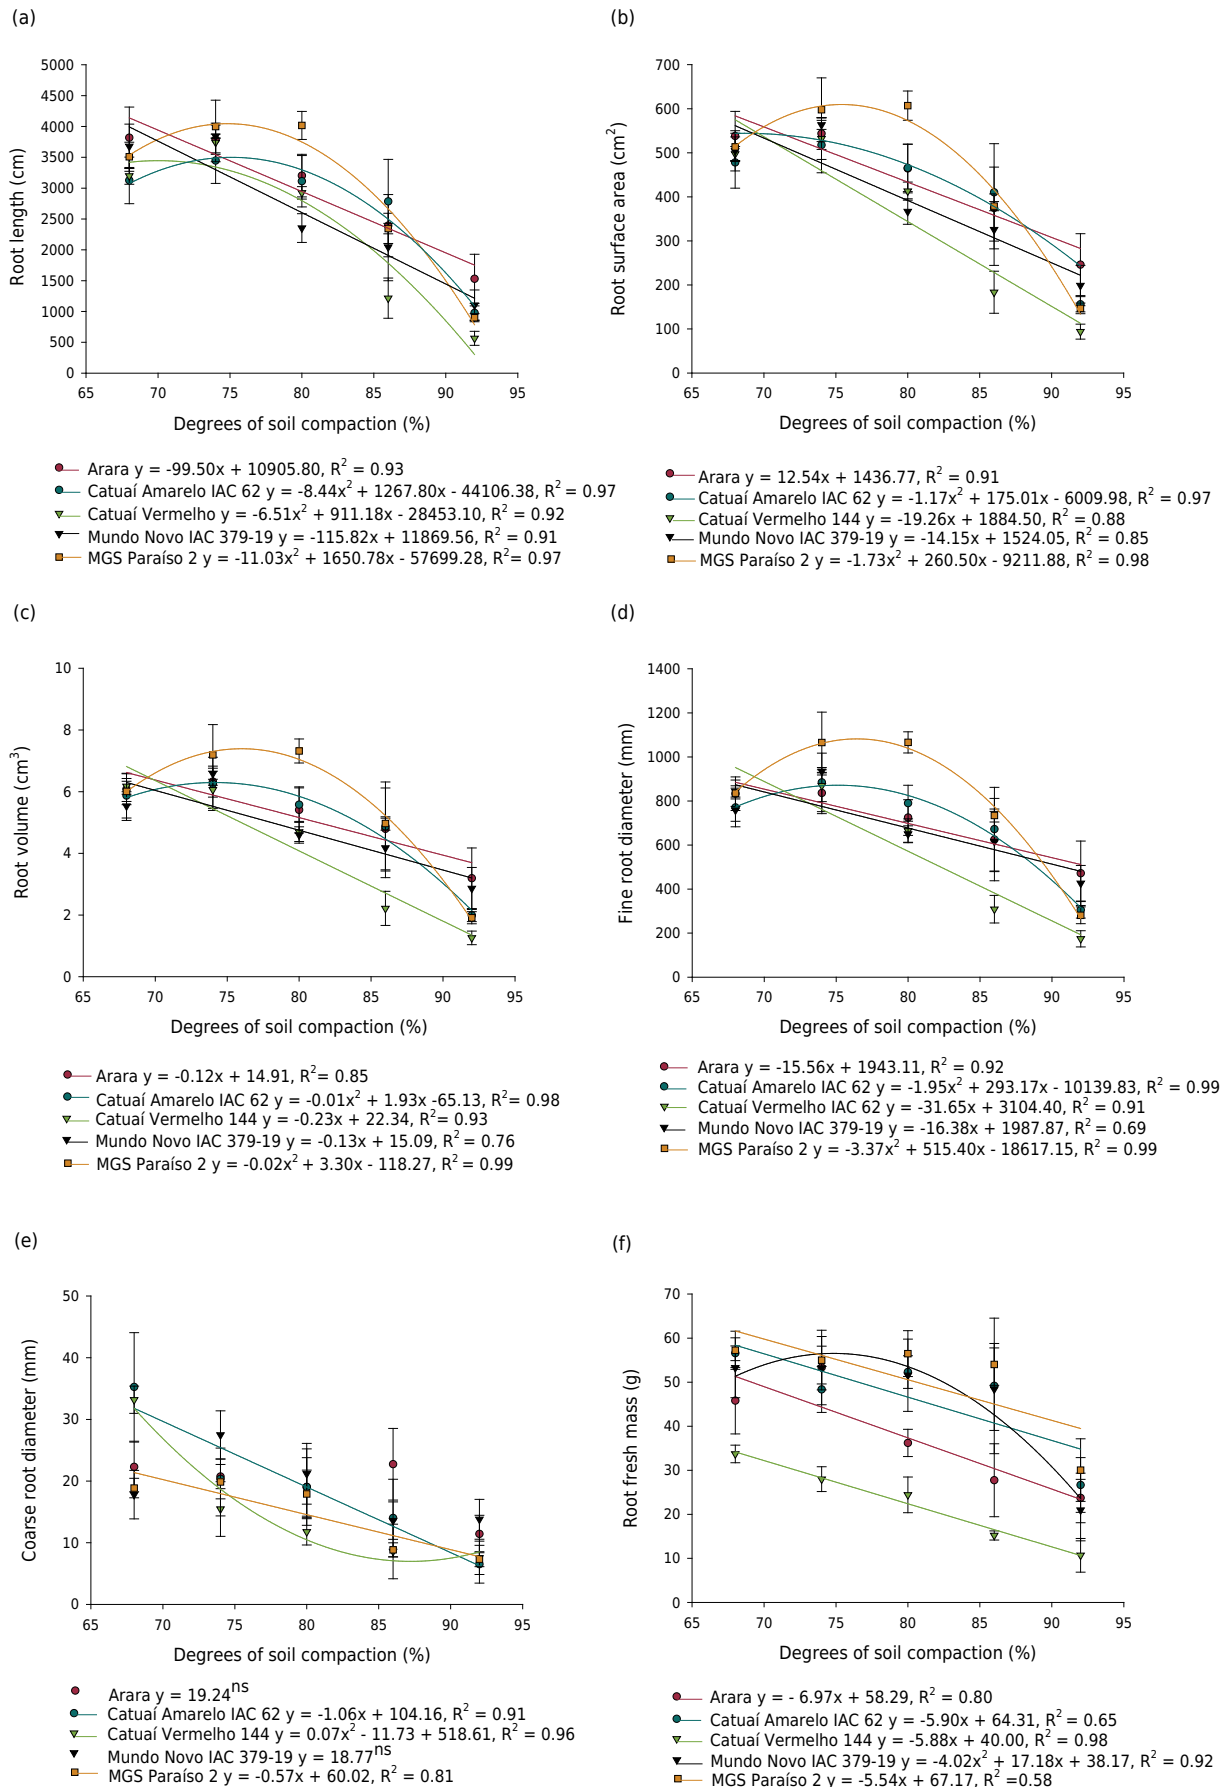 (a)
5000
4500
4000
3500
3000
2500
2000
1500
1000
500
0
Root length (cm)
65 70 75 80 85 90 95
Degrees of soil compaction (%)
Arara y = -99.50x + 10905.80, R² = 0.93
Catuaí Amarelo IAC 62 y = -8.44x² + 1267.80x - 44106.38, R² = 0.97
Catuaí Vermelho y = -6.51x² + 911.18x - 28453.10, R² = 0.92
Mundo Novo IAC 379-19 y = -115.82x + 11869.56, R² = 0.91
MGS Paraíso 2 y = -11.03x² + 1650.78x - 57699.28, R² = 0.97
(b)
700
600
500
400
300
200
100
0
Root surface area (cm²)
65 70 75 80 85 90 95
Degrees of soil compaction (%)
Arara y = 12.54x + 1436.77, R² = 0.91
Catuaí Amarelo IAC 62 y = -1.17x² + 175.01x - 6009.98, R² = 0.97
Catuaí Vermelho 144 y = -19.26x + 1884.50, R² = 0.88
Mundo Novo IAC 379-19 y = -14.15x + 1524.05, R² = 0.85
MGS Paraíso 2 y = -1.73x² + 260.50x - 9211.88, R² = 0.98
(c)
10
8
6
4
2
0
Root volume (cm³)
65 70 75 80 85 90 95
Degrees of soil compaction (%)
Arara y = -0.12x + 14.91, R²= 0.85
Catuaí Amarelo IAC 62 y = -0.01x² + 1.93x -65.13, R²= 0.98
Catuaí Vermelho 144 y = -0.23x + 22.34, R²= 0.93
Mundo Novo IAC 379-19 y = -0.13x + 15.09, R² = 0.76
MGS Paraíso 2 y = -0.02x² + 3.30x - 118.27, R² = 0.99
(d)
1400
1200
1000
800
600
400
200
0
Fine root diameter (mm)
65 70 75 80 85 90 95
Degrees of soil compaction (%)
Arara y = -15.56x + 1943.11, R² = 0.92
Catuaí Amarelo IAC 62 y = -1.95x² + 293.17x - 10139.83, R² = 0.99
Catuaí Vermelho IAC 62 y = -31.65x + 3104.40, R² = 0.91
Mundo Novo IAC 379-19 y = -16.38x + 1987.87, R² = 0.69
MGS Paraíso 2 y = -3.37x² + 515.40x - 18617.15, R² = 0.99
(e)
50
40
30
20
10
0
Coarse root diameter (mm)
65 70 75 80 85 90 95
Degrees of soil compaction (%)
Arara y = 19.24ⁿˢ
Catuaí Amarelo IAC 62 y = -1.06x + 104.16, R² = 0.91
Catuaí Vermelho 144 y = 0.07x² - 11.73 + 518.61, R² = 0.96
Mundo Novo IAC 379-19 y = 18.77ⁿˢ
MGS Paraíso 2 y = -0.57x + 60.02, R² = 0.81
(f)
70
60
50
40
30
20
10
0
Root fresh mass (g)
65 70 75 80 85 90 95
Degrees of soil compaction (%)
Arara y = - 6.97x + 58.29, R² = 0.80
Catuaí Amarelo IAC 62 y = -5.90x + 64.31, R² = 0.65
Catuaí Vermelho 144 y = -5.88x + 40.00, R² = 0.98
Mundo Novo IAC 379-19 y = -4.02x² + 17.18x + 38.17, R² = 0.92
MGS Paraíso 2 y = -5.54x + 67.17, R² =0.58